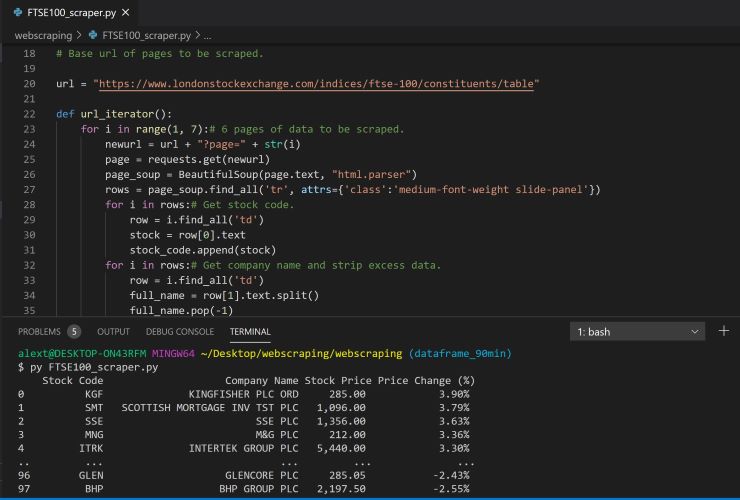 FTSE100_scraper.py ×
webscraping > FTSE100_scraper.py > ...
18 # Base url of pages to be scraped.
19
20 url = "https://www.londonstockexchange.com/indices/ftse-100/constituents/table"
21
22 def url_iterator():
23 for i in range(1, 7):# 6 pages of data to be scraped.
24 newurl = url + "?page=" + str(i)
25 page = requests.get(newurl)
26 page_soup = BeautifulSoup(page.text, "html.parser")
27 rows = page_soup.find_all('tr', attrs={'class':'medium-font-weight slide-panel'})
28 for i in rows:# Get stock code.
29 row = i.find_all('td')
30 stock = row[0].text
31 stock_code.append(stock)
32 for i in rows:# Get company name and strip excess data.
33 row = i.find_all('td')
34 full_name = row[1].text.split()
35 full_name.pop(-1)
PROBLEMS 5 OUTPUT DEBUG CONSOLE TERMINAL 1: bash
alext@DESKTOP-ON43RFM MINGW64 ~/Desktop/webscraping/webscraping (dataframe_90min)
$ py FTSE100_scraper.py
Stock Code Company Name Stock Price Price Change (%)
0 KGF KINGFISHER PLC ORD 285.00 3.90%
1 SMT SCOTTISH MORTGAGE INV TST PLC 1,096.00 3.79%
2 SSE SSE PLC 1,356.00 3.63%
3 MNG M&G PLC 212.00 3.36%
4 ITRK INTERTEK GROUP PLC 5,440.00 3.30%
.. ... ... ... ...
96 GLEN GLENCORE PLC 285.05 -2.43%
97 BHP BHP GROUP PLC 2,197.50 -2.55%